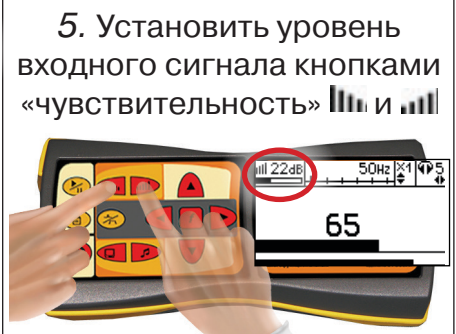 5. Установить уровень
входного сигнала кнопками
«чувствительность» и
22dB 50Hz X1 5
65